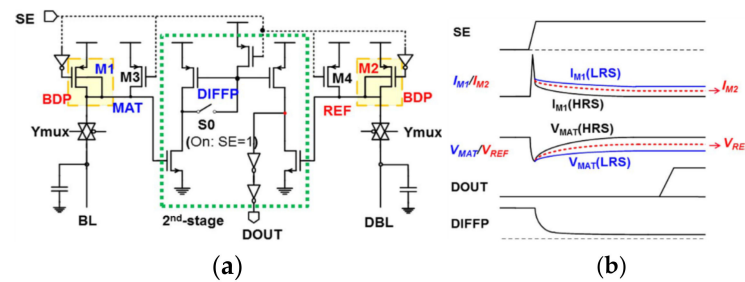 SE
M1
M3
M4
M2
BDP
MAT
DIFFP
REF
BDP
S0
(On: SE=1)
Ymux
Ymux
BL
2nd-stage
DOUT
DBL
(a)
SE
IM1/IM2
IM1(LRS)
IM2
IM1(HRS)
VMAT/VREF
VMAT(HRS)
VRE
VMAT(LRS)
DOUT
DIFFP
(b)